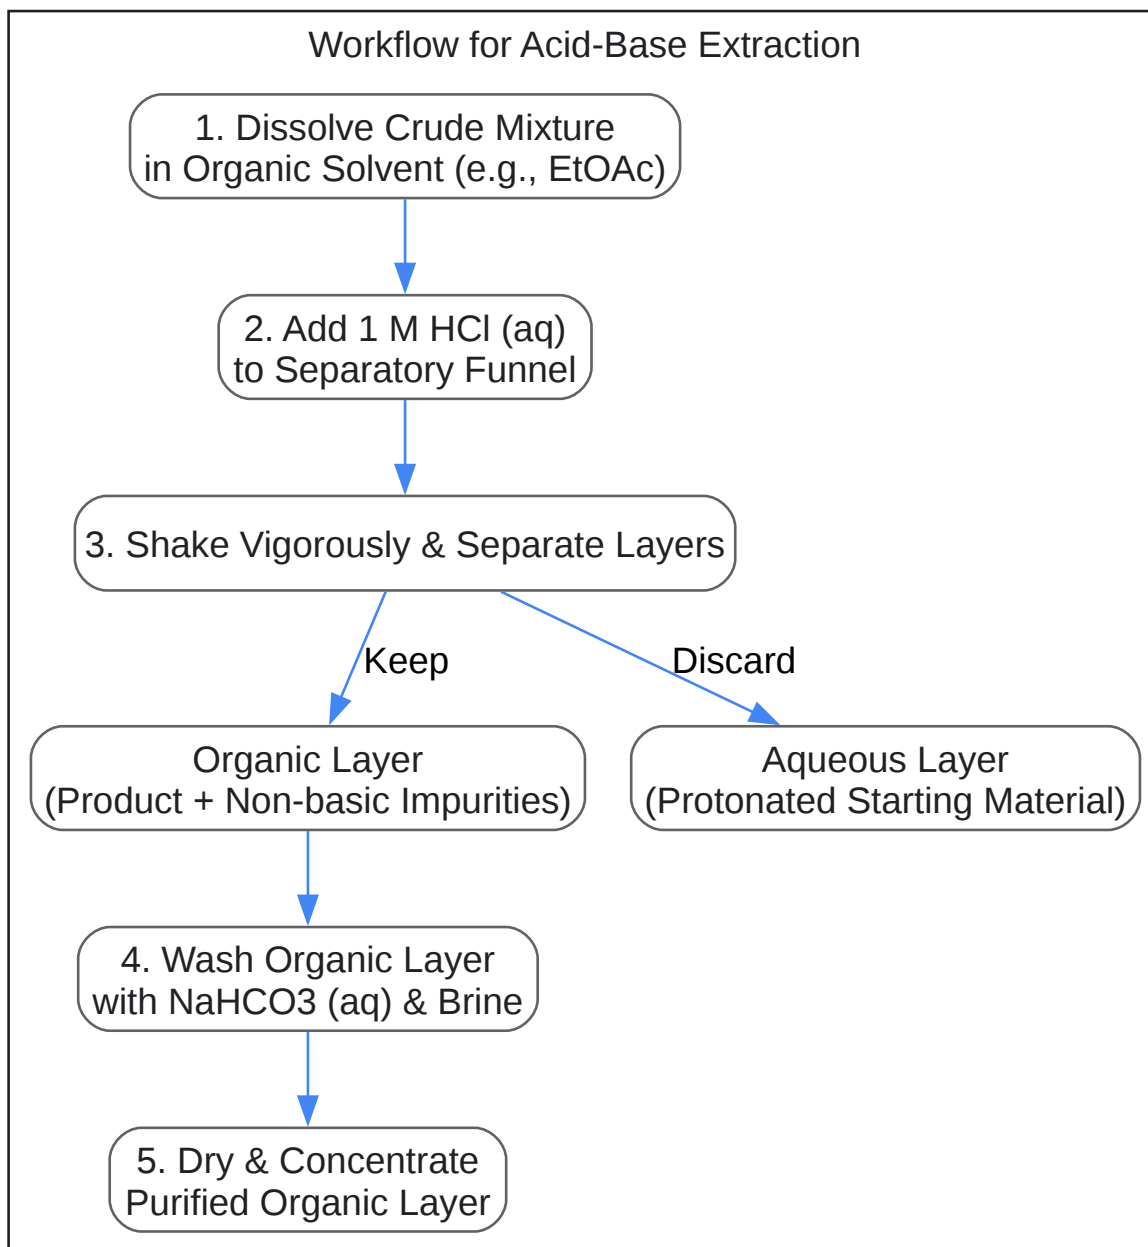 Workflow for Acid-Base Extraction
1. Dissolve Crude Mixture
in Organic Solvent (e.g., EtOAc)
2. Add 1 M HCl (aq)
to Separatory Funnel
3. Shake Vigorously & Separate Layers
Keep
Discard
Organic Layer
(Product + Non-basic Impurities)
Aqueous Layer
(Protonated Starting Material)
4. Wash Organic Layer
with NaHCO3 (aq) & Brine
5. Dry & Concentrate
Purified Organic Layer